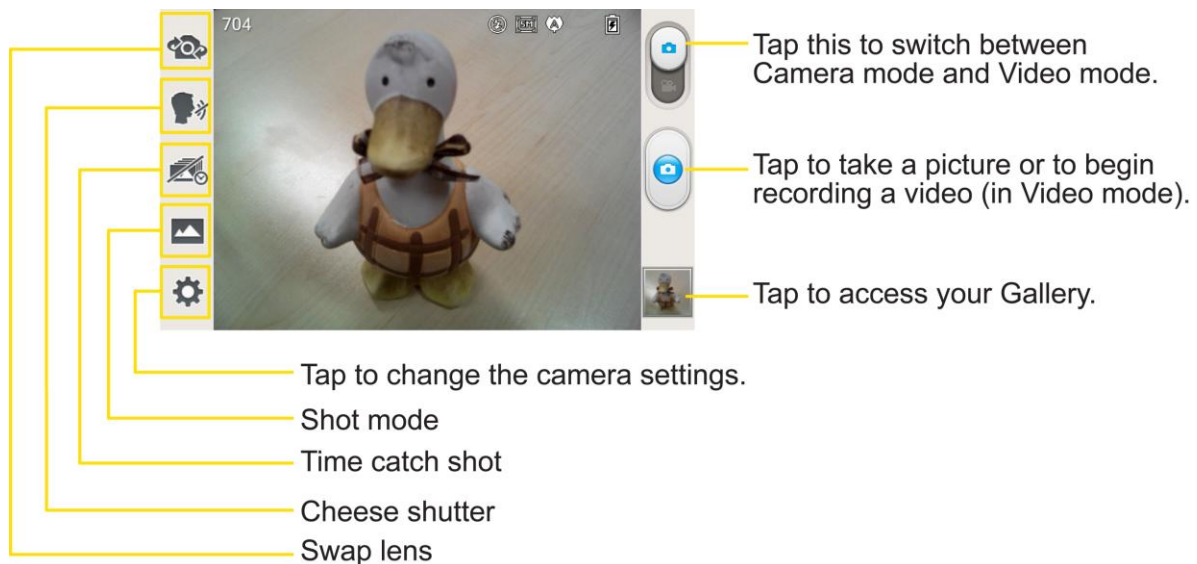 704
5M
Tap this to switch between
Camera mode and Video mode.
Tap to take a picture or to begin
recording a video (in Video mode).
Tap to access your Gallery.
Tap to change the camera settings.
Shot mode
Time catch shot
Cheese shutter
Swap lens